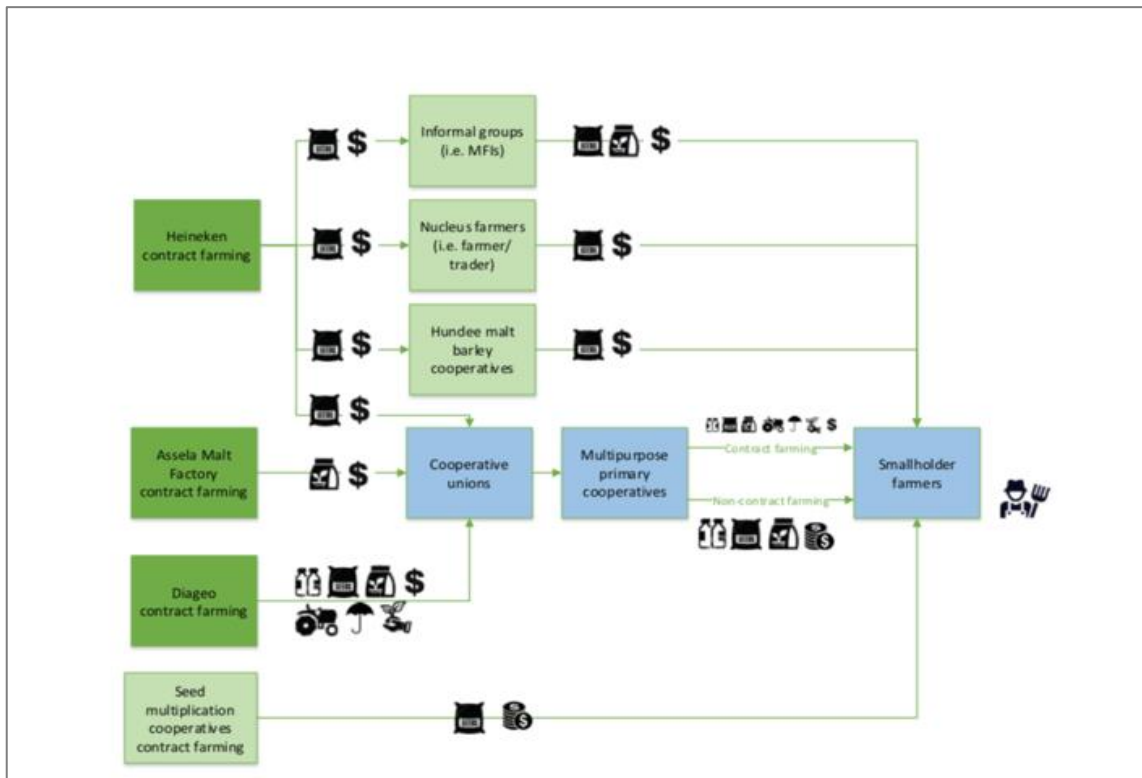 Informal groups
(i.e. MFIs)
Heineken
contract farming
Nucleus farmers
(i.e. farmer/
trader)
Hundee malt
barley
cooperatives
Assela Malt
Factory
contract farming
Cooperative
unions
Multipurpose
primary
cooperatives
Contract farming
Non-contract farming
Smallholder
farmers
Diageo
contract farming
Seed
multiplication
cooperatives
contract farming